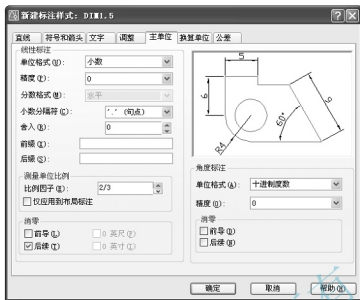 新建标注样式: DIM1.5
直线 符号和箭头 文字 调整 主单位 换算单位 公差
线性标注
单位格式(U): 小数
精度(P): 0
分数格式(M): 水平
小数分隔符(C): '.' (句点)
舍入(R): 0
前缀(X):
后缀(S):
测量单位比例
比例因子(E): 2/3
仅应用到布局标注
消零
前导(L) 0 英尺(F)
后续(T) 0 英寸(I)
5
6
9
60°
R4
角度标注
单位格式(A): 十进制度数
精度(O): 0
消零
前导(D)
后续(N)
确定 取消 帮助(H)